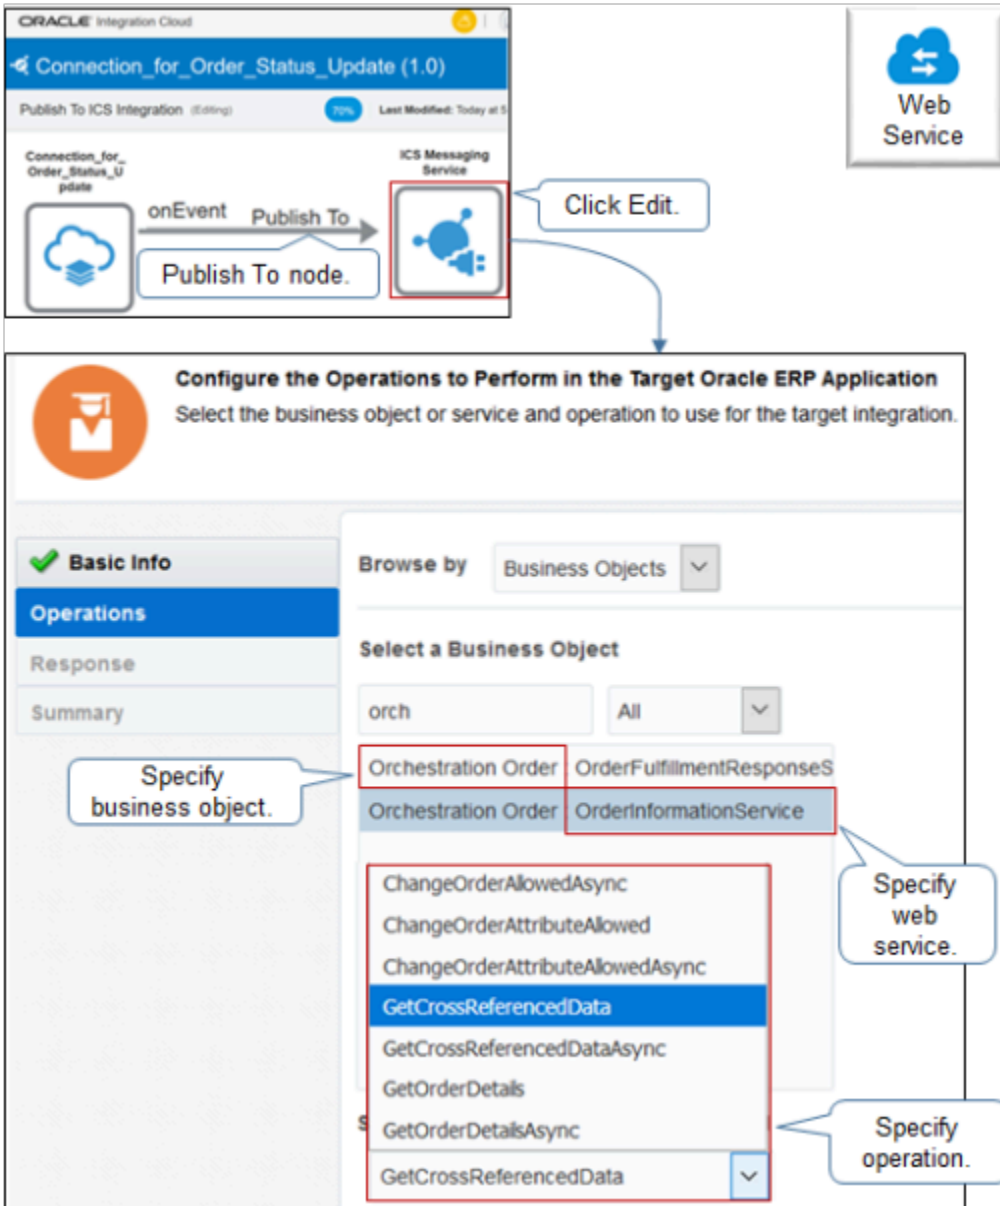 ORACLE Integration Cloud
Connection_for_Order_Status_Update (1.0)
Publish To ICS Integration (Editing)
70%
Last Modified: Today at 5
Connection_for_
Order_Status_U
pdate
ICS Messaging
Service
onEvent
Publish To
Publish To node.
Click Edit.
Web
Service
Configure the Operations to Perform in the Target Oracle ERP Application
Select the business object or service and operation to use for the target integration.
Basic Info
Operations
Response
Summary
Browse by
Business Objects
Select a Business Object
orch
All
Orchestration Order
OrderFulfillmentResponseS
Orchestration Order
OrderInformationService
Specify
business object.
Specify
web
service.
ChangeOrderAllowedAsync
ChangeOrderAttributeAllowed
ChangeOrderAttributeAllowedAsync
GetCrossReferencedData
GetCrossReferencedDataAsync
GetOrderDetails
GetOrderDetailsAsync
S
GetCrossReferencedData
Specify
operation.